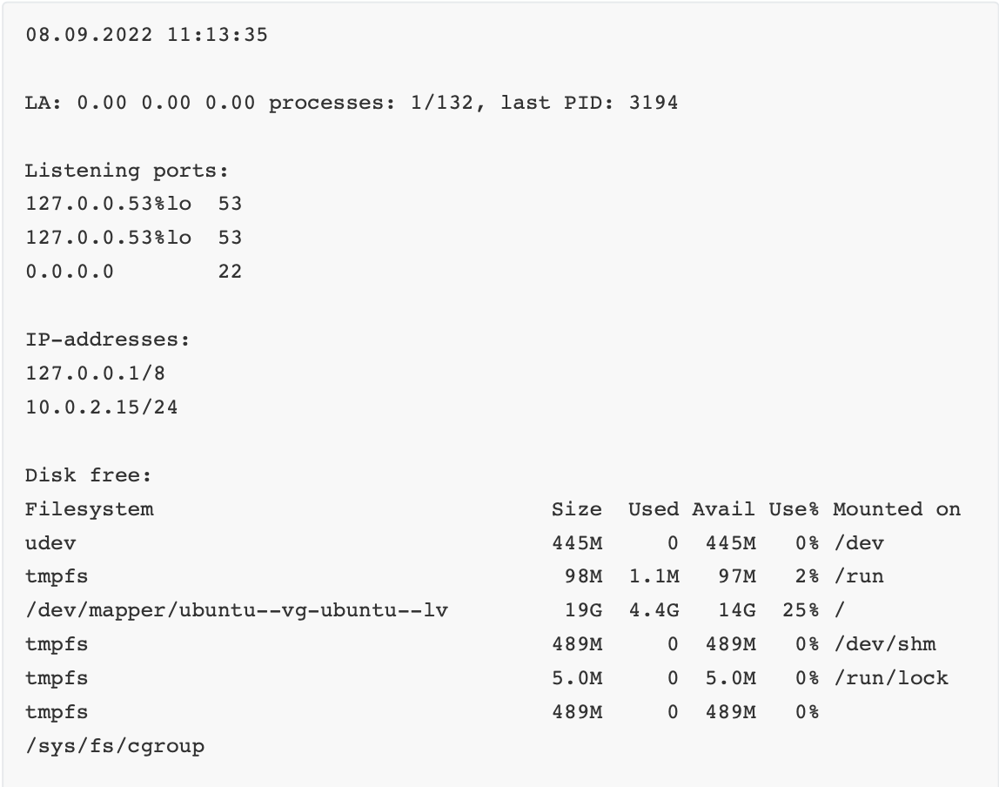 08.09.2022 11:13:35
LA: 0.00 0.00 0.00 processes: 1/132, last PID: 3194
Listening ports:
127.0.0.53%lo  53
127.0.0.53%lo  53
0.0.0.0        22
IP-addresses:
127.0.0.1/8
10.0.2.15/24
Disk free:
Filesystem                               Size  Used Avail Use% Mounted on
udev                                     445M     0  445M   0% /dev
tmpfs                                     98M  1.1M   97M   2% /run
/dev/mapper/ubuntu--vg-ubuntu--lv         19G  4.4G   14G  25% /
tmpfs                                    489M     0  489M   0% /dev/shm
tmpfs                                    5.0M     0  5.0M   0% /run/lock
tmpfs                                    489M     0  489M   0%
/sys/fs/cgroup